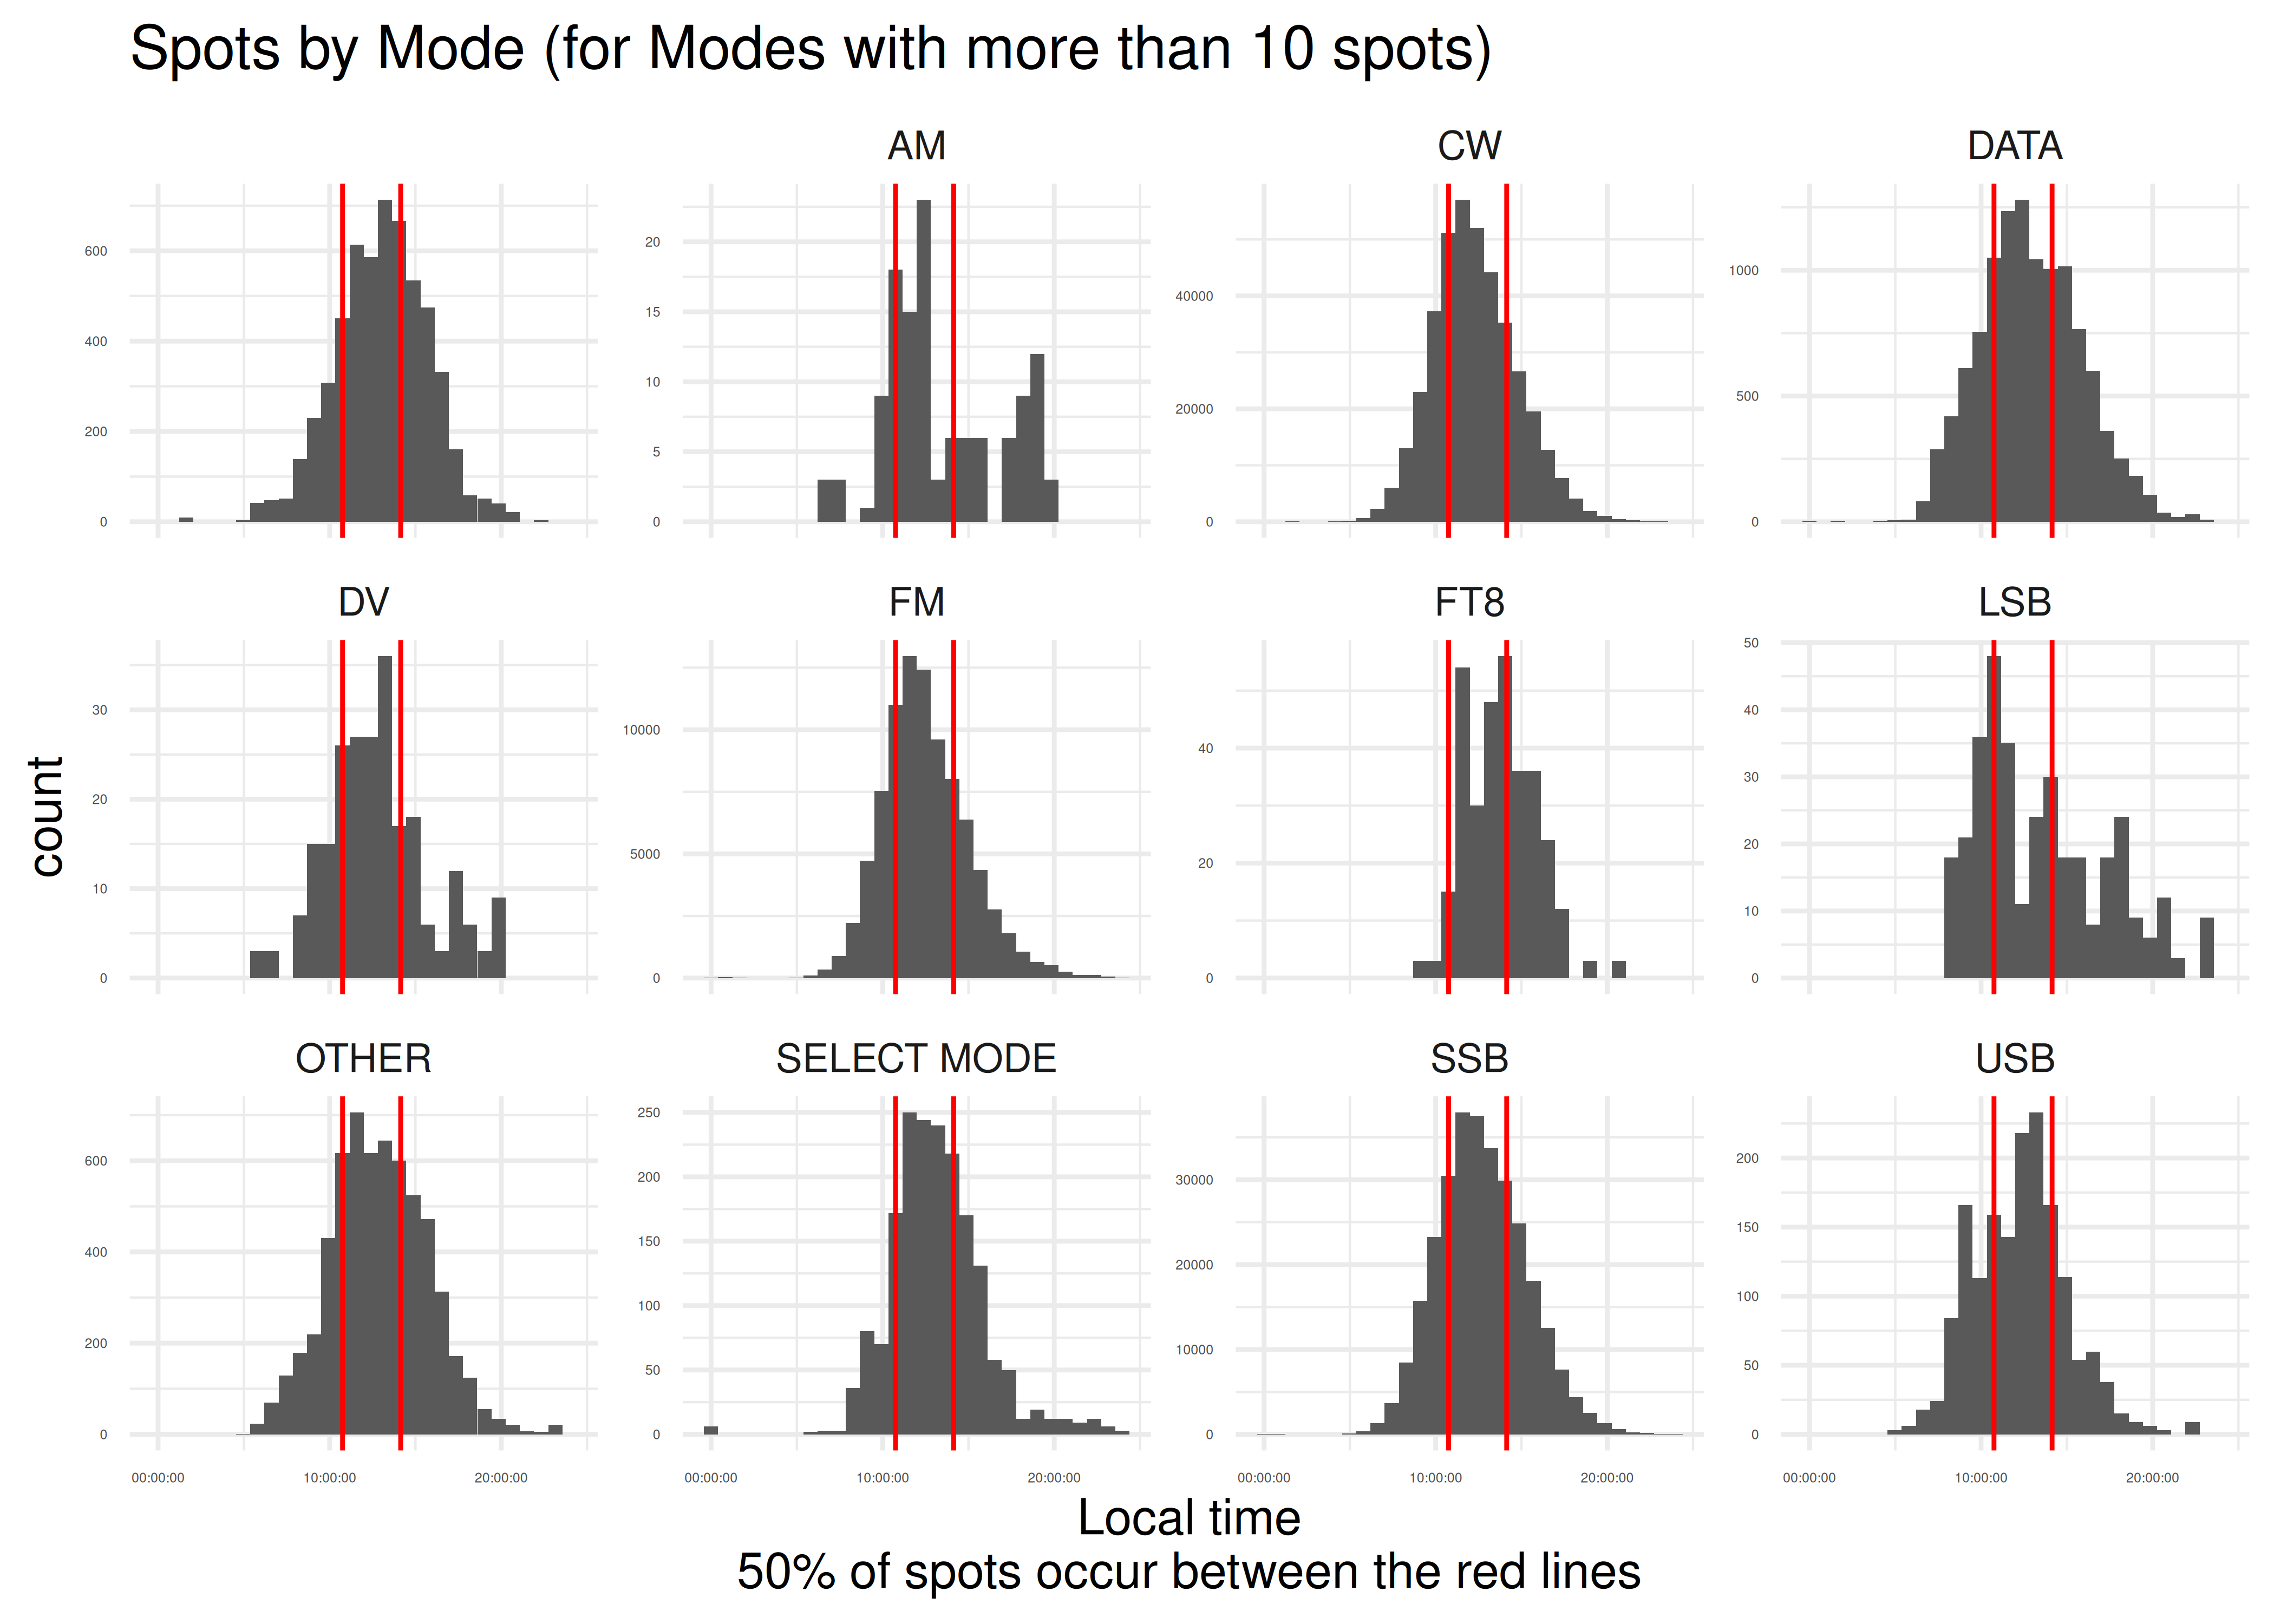 Spots by Mode (for Modes with more than 10 spots)
AM
CW
DATA
600
400
200
0
20
15
10
5
0
40000
20000
0
1000
500
0
DV
FM
FT8
LSB
30
20
10
0
10000
5000
0
40
20
0
50
40
30
20
10
0
count
OTHER
SELECT MODE
SSB
USB
600
400
200
0
250
200
150
100
50
0
30000
20000
10000
0
200
150
100
50
0
00:00:00 10:00:00 20:00:00
00:00:00 10:00:00 20:00:00
00:00:00 10:00:00 20:00:00
00:00:00 10:00:00 20:00:00
Local time
50% of spots occur between the red lines